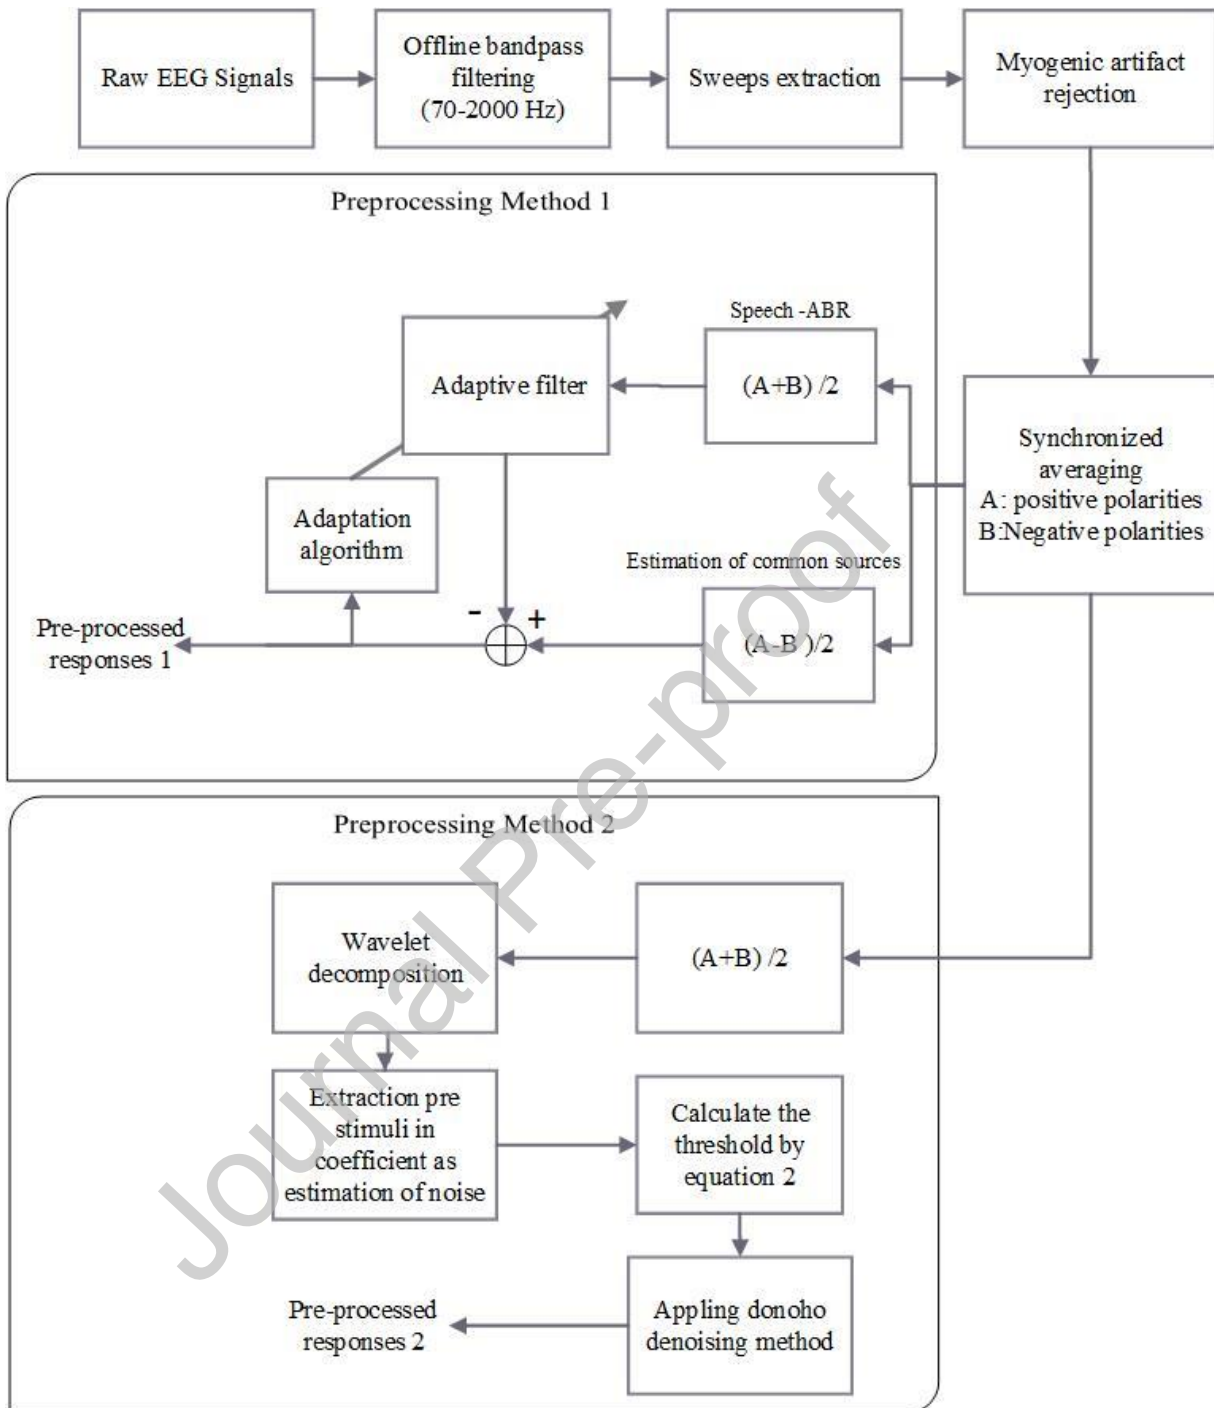 Raw EEG Signals
Offline bandpass
filtering
(70-2000 Hz)
Sweeps extraction
Myogenic artifact
rejection
Preprocessing Method 1
Speech -ABR
Adaptive filter
(A+B) /2
Synchronized
averaging
A: positive polarities
B:Negative polarities
Adaptation
algorithm
Estimation of common sources
- +
Pre-processed
responses 1
(A-B )/2
Preprocessing Method 2
Wavelet
decomposition
(A+B) /2
Extraction pre
stimuli in
coefficient as
estimation of noise
Calculate the
threshold by
equation 2
Pre-processed
responses 2
Appling donoho
denoising method
Journal Pre-proof